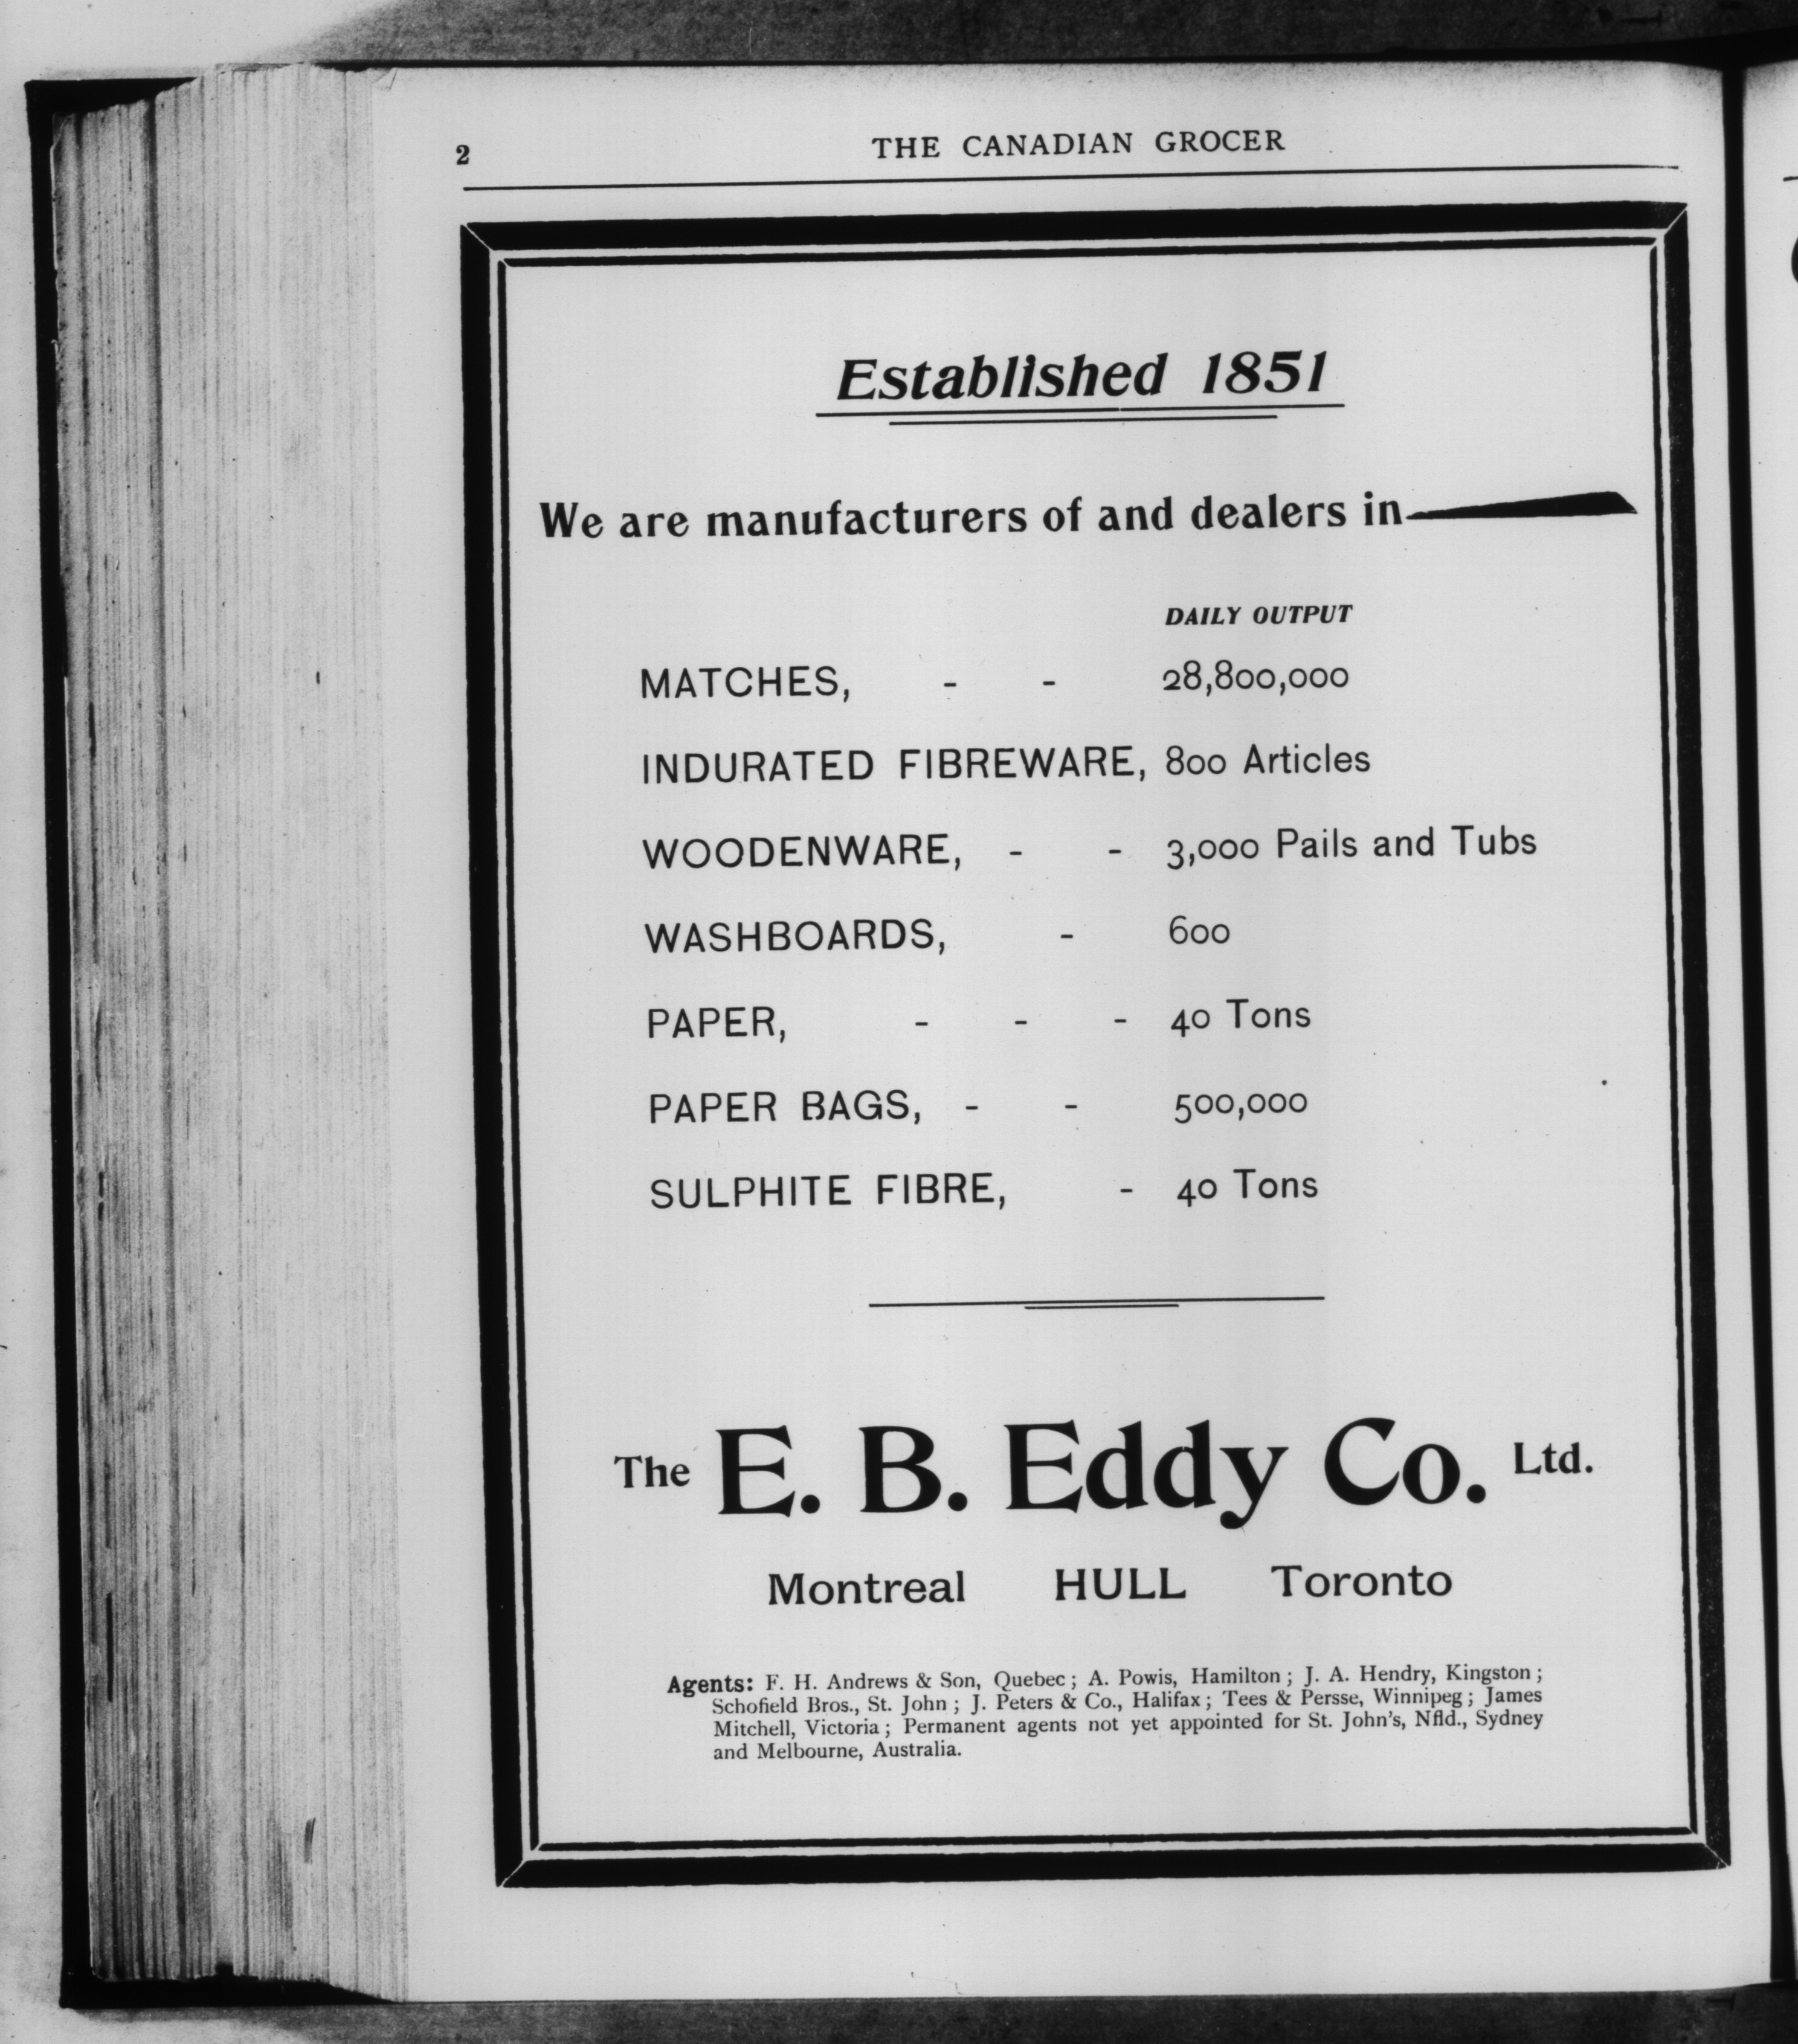 2
THE CANADIAN GROCER
Established 1851
We are manufacturers of and dealers in
DAILY OUTPUT
MATCHES, - - 28,800,000
INDURATED FIBREWARE, 800 Articles
WOODENWARE, - - 3,000 Pails and Tubs
WASHBOARDS, - 600
PAPER, - - - 40 Tons
PAPER BAGS, - - 500,000
SULPHITE FIBRE, - 40 Tons
The E. B. Eddy Co. Ltd.
Montreal HULL Toronto
Agents: F. H. Andrews & Son, Quebec; A. Powis, Hamilton; J. A. Hendry, Kingston;
Schofield Bros., St. John; J. Peters & Co., Halifax; Tees & Persse, Winnipeg; James
Mitchell, Victoria; Permanent agents not yet appointed for St. John's, Nfld., Sydney
and Melbourne, Australia.